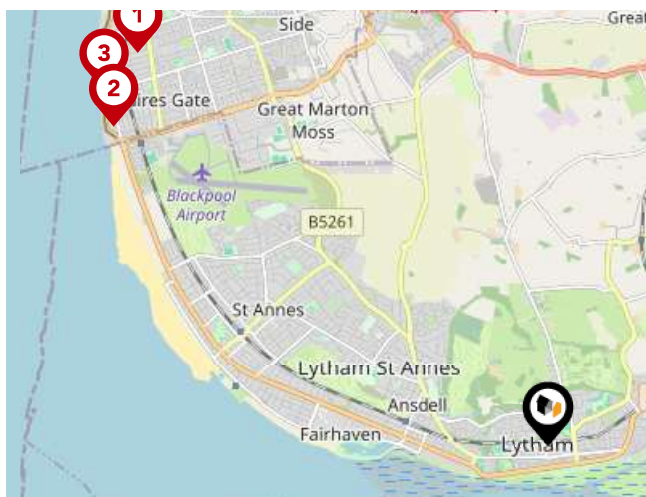 1
Side
Great
3
2
ires Gate
Great Marton
Moss
Blackpool
Airport
B5261
St Annes
Lytham St Annes
Ansdell
Fairhaven
Lytham